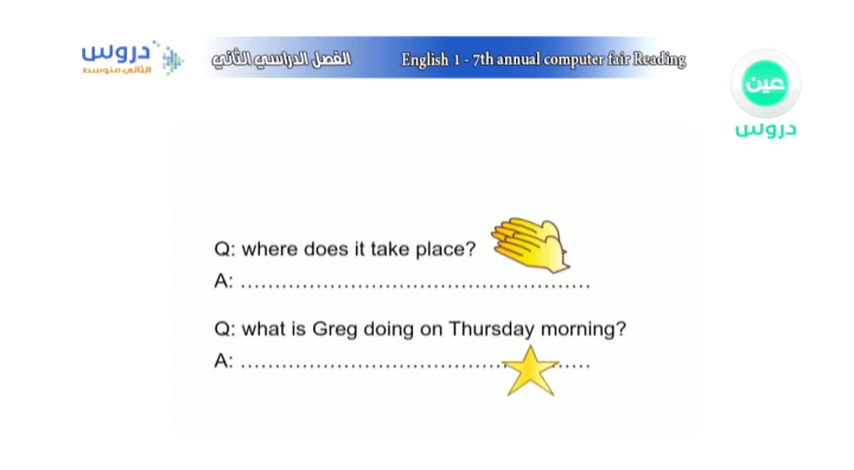 دروس
الثاني متوسط
الفصل الدراسي الثاني
English 1 - 7th annual computer fair Reading
عين
دروس
Q: where does it take place?
A: ....................................................
Q: what is Greg doing on Thursday morning?
A: ....................................................